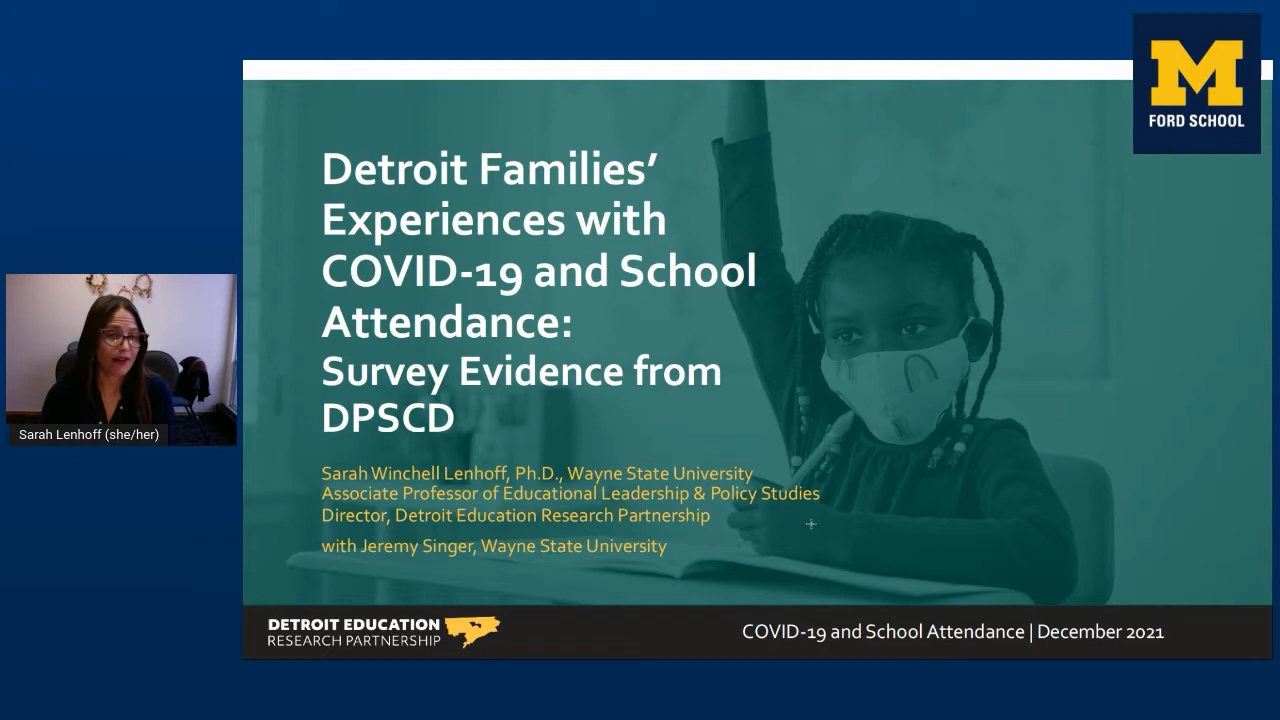 M
FORD SCHOOL
Detroit Families’
Experiences with
COVID-19 and School
Attendance:
Survey Evidence from
DPSCD
Sarah Winchell Lenhoff, Ph.D., Wayne State University
Associate Professor of Educational Leadership & Policy Studies
Director, Detroit Education Research Partnership
with Jeremy Singer, Wayne State University
Sarah Lenhoff (she/her)
DETROIT EDUCATION
RESEARCH PARTNERSHIP
COVID-19 and School Attendance | December 2021